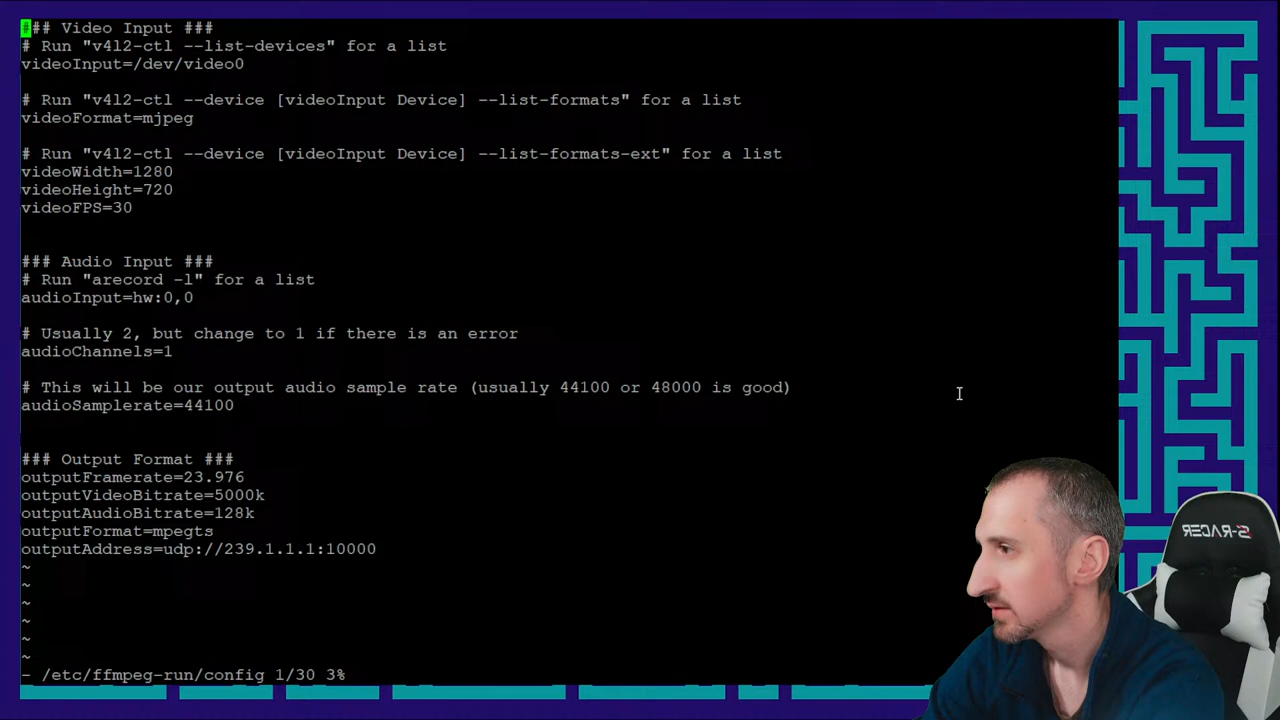 ### Video Input ###
# Run "v4l2-ctl --list-devices" for a list
videoInput=/dev/video0
# Run "v4l2-ctl --device [videoInput Device] --list-formats" for a list
videoFormat=mjpeg
# Run "v4l2-ctl --device [videoInput Device] --list-formats-ext" for a list
videoWidth=1280
videoHeight=720
videoFPS=30
### Audio Input ###
# Run "arecord -l" for a list
audioInput=hw:0,0
# Usually 2, but change to 1 if there is an error
audioChannels=1
# This will be our output audio sample rate (usually 44100 or 48000 is good)
audioSamplerate=44100
### Output Format ###
outputFramerate=23.976
outputVideoBitrate=5000k
outputAudioBitrate=128k
outputFormat=mpegts
outputAddress=udp://239.1.1.1:10000
~
~
~
~
~
~
- /etc/ffmpeg-run/config 1/30 3%
S-RACER